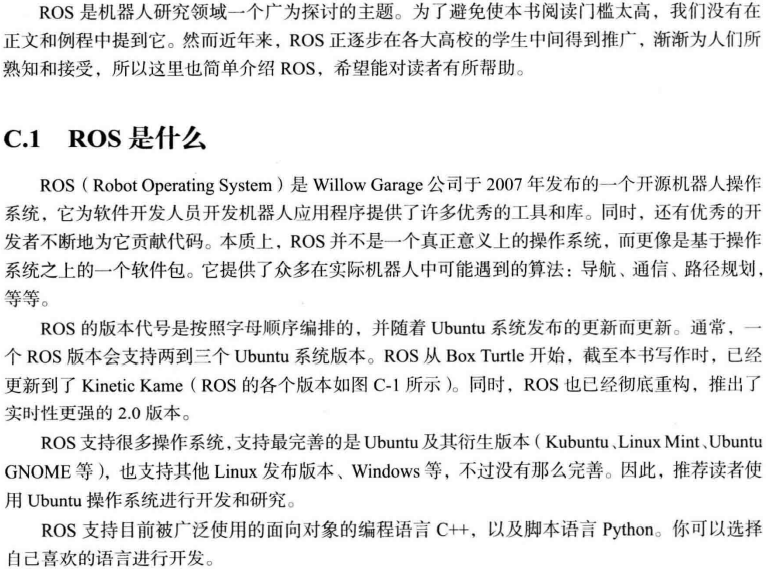 ROS 是机器人研究领域一个广为探讨的主题。为了避免使本书阅读门槛太高，我们没有在
正文和例程中提到它。然而近年来，ROS 正逐步在各大高校的学生中间得到推广，渐渐为人们所
熟知和接受，所以这里也简单介绍 ROS，希望能对读者有所帮助。
C.1 ROS 是什么
ROS（Robot Operating System）是 Willow Garage 公司于 2007 年发布的一个开源机器人操作
系统，它为软件开发人员开发机器人应用程序提供了许多优秀的工具和库。同时，还有优秀的开
发者不断地为它贡献代码。本质上，ROS 并不是一个真正意义上的操作系统，而更像是基于操作
系统之上的一个软件包。它提供了众多在实际机器人中可能遇到的算法：导航、通信、路径规划，
等等。
ROS 的版本代号是按照字母顺序编排的，并随着 Ubuntu 系统发布的更新而更新。通常，一
个 ROS 版本会支持两到三个 Ubuntu 系统版本。ROS 从 Box Turtle 开始，截至本书写作时，已经
更新到了 Kinetic Kame（ROS 的各个版本如图 C-1 所示）。同时，ROS 也已经彻底重构，推出了
实时性更强的 2.0 版本。
ROS 支持很多操作系统，支持最完善的是 Ubuntu 及其衍生版本（Kubuntu、Linux Mint、Ubuntu
GNOME 等），也支持其他 Linux 发布版本、Windows 等，不过没有那么完善。因此，推荐读者使
用 Ubuntu 操作系统进行开发和研究。
ROS 支持目前被广泛使用的面向对象的编程语言 C++，以及脚本语言 Python。你可以选择
自己喜欢的语言进行开发。